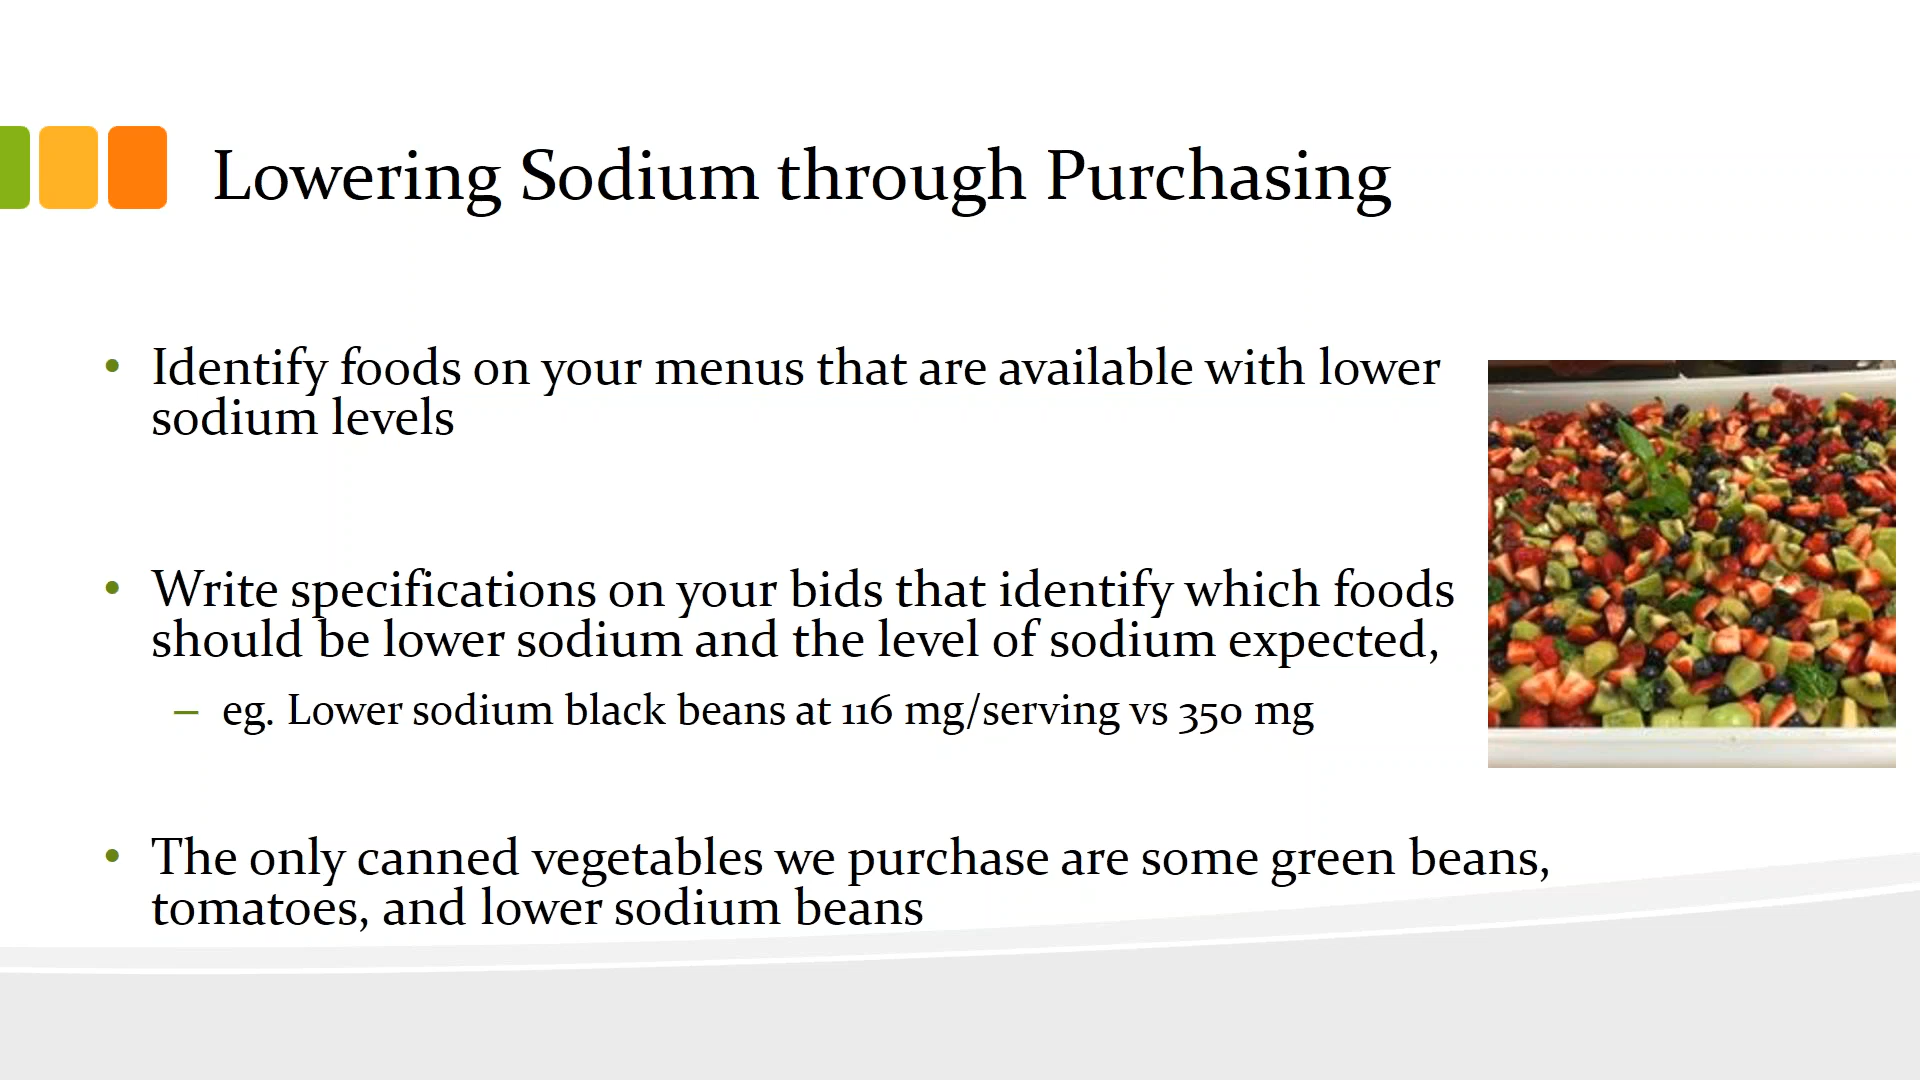 Lowering Sodium through Purchasing
• Identify foods on your menus that are available with lower
sodium levels
• Write specifications on your bids that identify which foods
should be lower sodium and the level of sodium expected,
– eg. Lower sodium black beans at 116 mg/serving vs 350 mg
• The only canned vegetables we purchase are some green beans,
tomatoes, and lower sodium beans